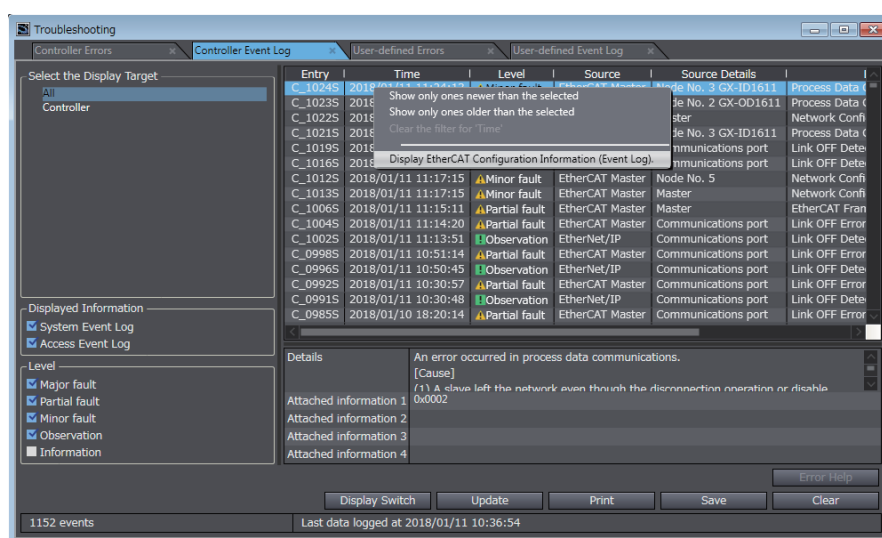 Troubleshooting
Controller Errors × Controller Event Log × User-defined Errors × User-defined Event Log ×
Select the Display Target
All
Controller
Displayed Information
System Event Log
Access Event Log
Level
Major fault
Partial fault
Minor fault
Observation
Information
Entry Time Level Source Source Details
C_1024S 2018/01/11 11:24:12 Minor fault EtherCAT Master Node No. 3 GX-ID1611 Process Data
C_1023S 2018 de No. 2 GX-OD1611 Process Data
C_1022S 2018 ster Network Confi
C_1021S 2018 de No. 3 GX-ID1611 Process Data
C_1019S 2018 mmunications port Link OFF Dete
C_1016S 2018 mmunications port Link OFF Dete
C_1012S 2018/01/11 11:17:15 Minor fault EtherCAT Master Node No. 5 Network Confi
C_1013S 2018/01/11 11:17:15 Minor fault EtherCAT Master Master Network Confi
C_1006S 2018/01/11 11:15:11 Partial fault EtherCAT Master Master EtherCAT Fran
C_1004S 2018/01/11 11:14:20 Partial fault EtherCAT Master Communications port Link OFF Error
C_1002S 2018/01/11 11:13:51 Observation EtherNet/IP Communications port Link OFF Dete
C_0998S 2018/01/11 10:51:14 Partial fault EtherCAT Master Communications port Link OFF Error
C_0996S 2018/01/11 10:50:45 Observation EtherNet/IP Communications port Link OFF Dete
C_0992S 2018/01/11 10:30:57 Partial fault EtherCAT Master Communications port Link OFF Error
C_0991S 2018/01/11 10:30:48 Observation EtherNet/IP Communications port Link OFF Dete
C_0985S 2018/01/10 18:20:14 Partial fault EtherCAT Master Communications port Link OFF Error
Show only ones newer than the selected
Show only ones older than the selected
Clear the filter for 'Time'
Display EtherCAT Configuration Information (Event Log).
Details An error occurred in process data communications.
[Cause]
(1) A slave left the network even though the disconnection operation or disable
Attached information 1 0x0002
Attached information 2
Attached information 3
Attached information 4
Error Help
Display Switch Update Print Save Clear
1152 events Last data logged at 2018/01/11 10:36:54